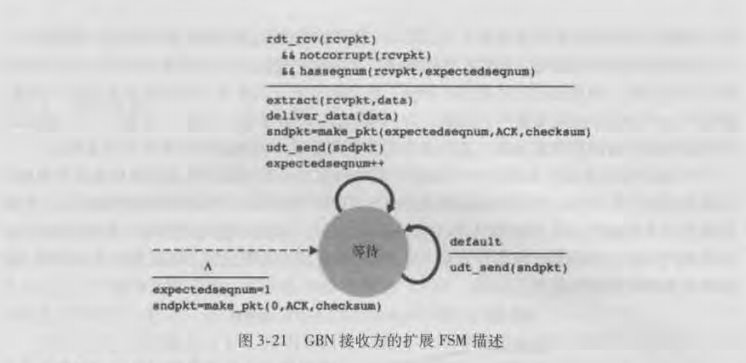 rdt_rcv(rcvpkt)
&& notcorrupt(rcvpkt)
&& hasseqnum(rcvpkt,expectedseqnum)
extract(rcvpkt,data)
deliver_data(data)
sndpkt=make_pkt(expectedseqnum,ACK,checksum)
udt_send(sndpkt)
expectedseqnum++
等待
default
udt_send(sndpkt)
Λ
expectedseqnum=1
sndpkt=make_pkt(0,ACK,checksum)
图 3-21 GBN 接收方的扩展 FSM 描述